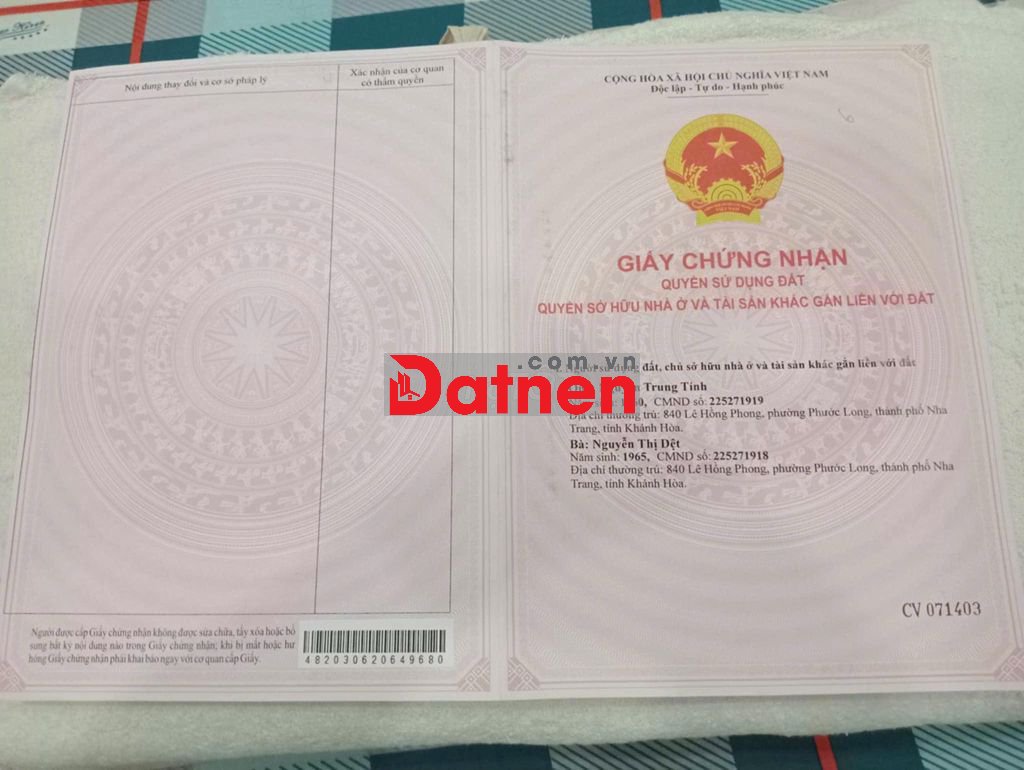 Nội dung thay đổi và cơ sở pháp lý
Xác nhận của cơ quan
có thẩm quyền
Người được cấp Giấy chứng nhận không được sửa chữa, tẩy xóa hoặc bổ
sung bất kỳ nội dung nào trong Giấy chứng nhận; khi bị mất hoặc hư
hỏng Giấy chứng nhận phải khai báo ngay với cơ quan cấp Giấy.
482030620649680
CỘNG HÒA XÃ HỘI CHỦ NGHĨA VIỆT NAM
Độc lập - Tự do - Hạnh phúc
6
VIỆT NAM
GIẤY CHỨNG NHẬN
QUYỀN SỬ DỤNG ĐẤT
QUYỀN SỞ HỮU NHÀ Ở VÀ TÀI SẢN KHÁC GẮN LIỀN VỚI ĐẤT
.com.vn
Datnen
Người sử dụng đất, chủ sở hữu nhà ở và tài sản khác gắn liền với đất
Trung Tính
CMND số: 225271919
Địa chỉ thường trú: 840 Lê Hồng Phong, phường Phước Long, thành phố Nha
Trang, tỉnh Khánh Hòa.
Bà: Nguyễn Thị Dệt
Năm sinh: 1965, CMND số: 225271918
Địa chỉ thường trú: 840 Lê Hồng Phong, phường Phước Long, thành phố Nha
Trang, tỉnh Khánh Hòa.
CV 071403